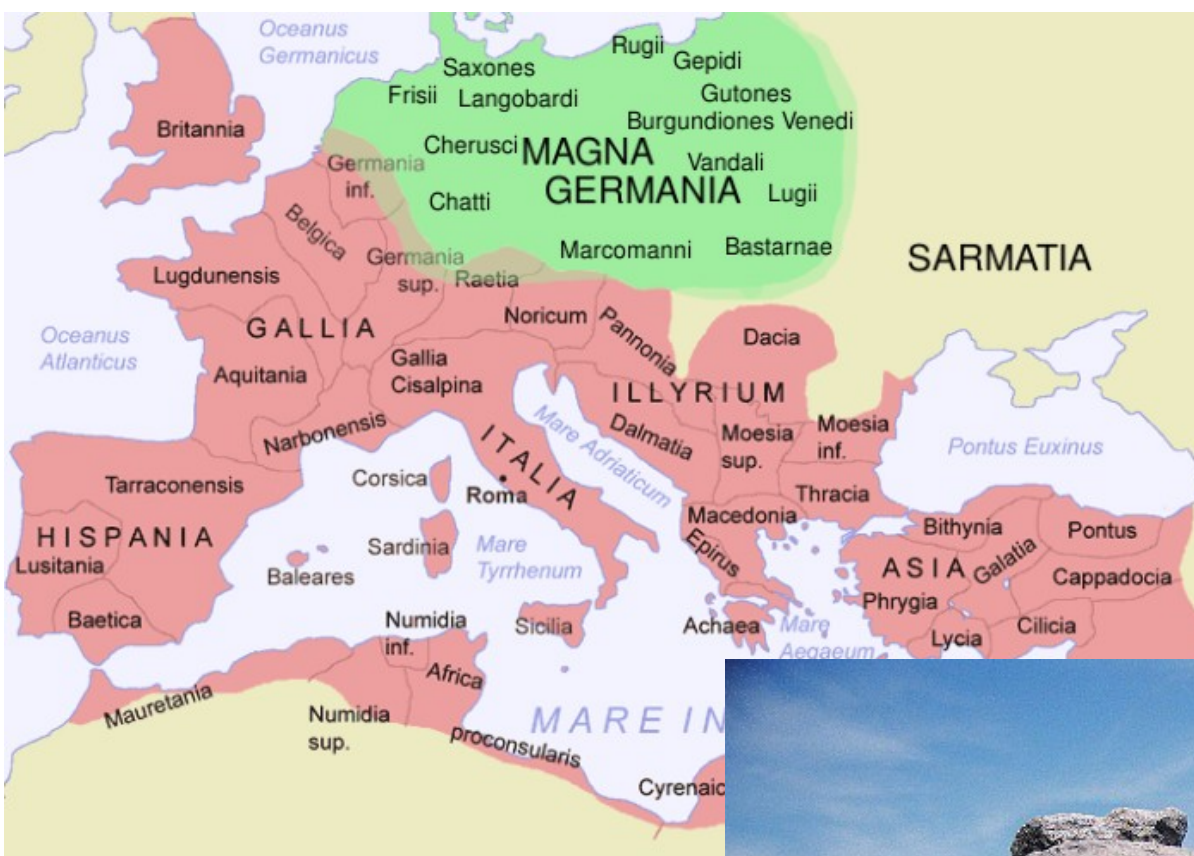 Oceanus
Germanicus
Rugii
Gepidi
Saxones
Frisii
Langobardi
Gutones
Burgundiones
Venedi
Britannia
Cherusci
MAGNA
GERMANIA
Vandali
Germania
inf.
Chatti
Lugii
Belgica
Marcomanni
Bastarnae
SARMATIA
Germania
sup.
Raetia
Lugdunensis
GALLIA
Noricum
Pannonia
Dacia
Oceanus
Atlanticus
Aquitania
Gallia
Cisalpina
ILLYRIUM
Narbonensis
Mare Adriaticum
Dalmatia
Moesia
sup.
Moesia
inf.
Pontus Euxinus
Tarraconensis
Corsica
ITALIA
Roma
Thracia
Macedonia
HISPANIA
Lusitania
Sardinia
Mare
Tyrrhenum
Epirus
Bithynia
Pontus
ASIA
Galatia
Cappadocia
Baleares
Phrygia
Baetica
Numidia
inf.
Sicilia
Achaea
Mare
Aegaeum
Lycia
Cilicia
Africa
Mauretania
Numidia
sup.
proconsularis
MARE IN
Cyrenaic